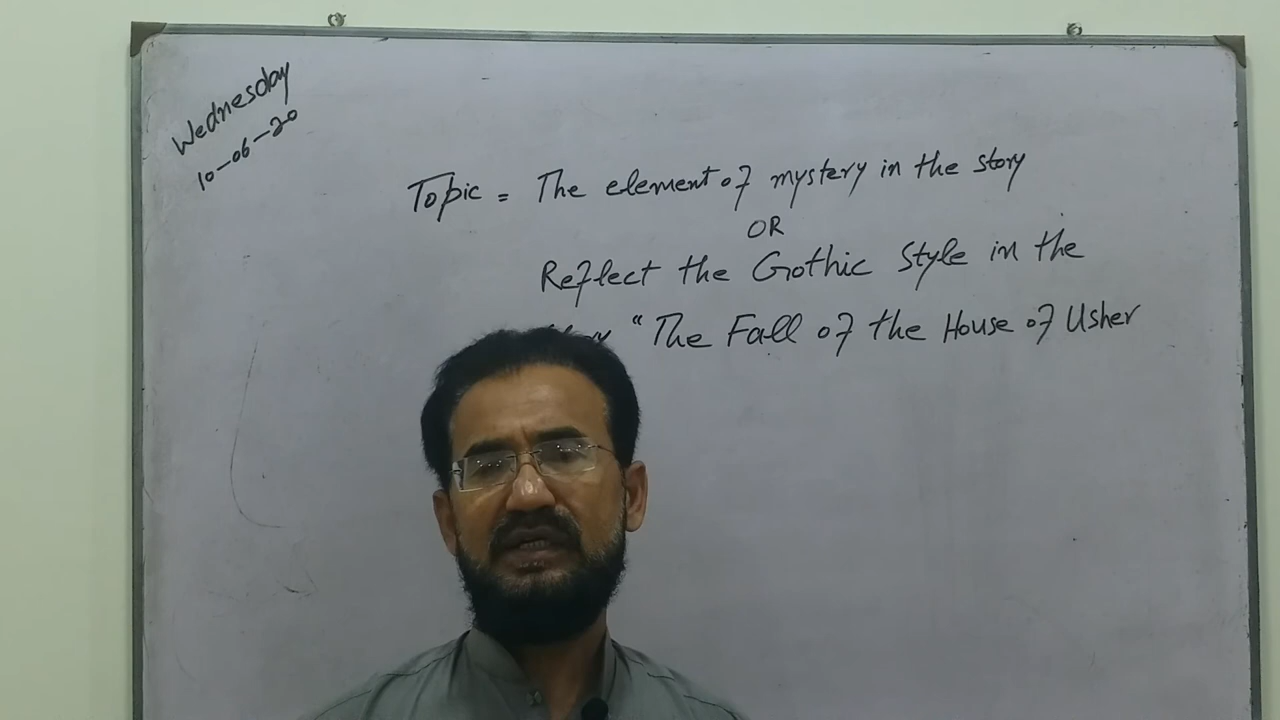 Wednesday
10-06-20
Topic = The element of mystery in the story
OR
Reflect the Gothic Style in the
"The Fall of the House of Usher